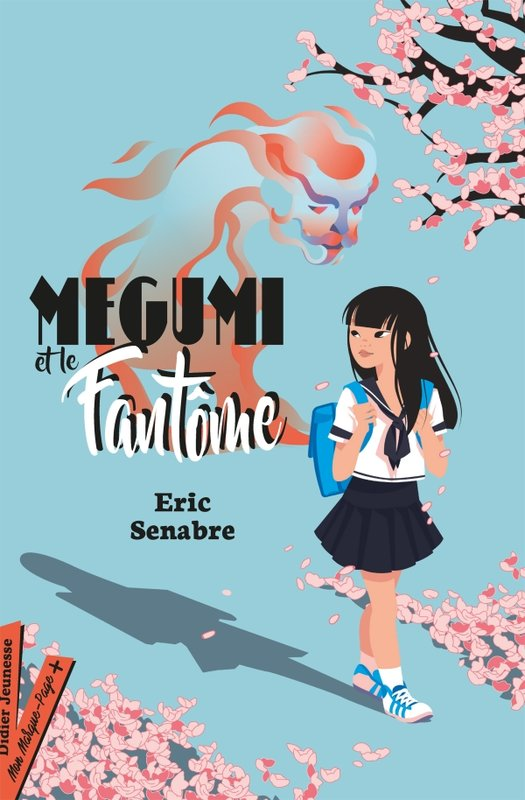 MEGUMI
et le
Fantôme
Eric
Senabre
Didier Jeunesse
Mon Marque-Page +